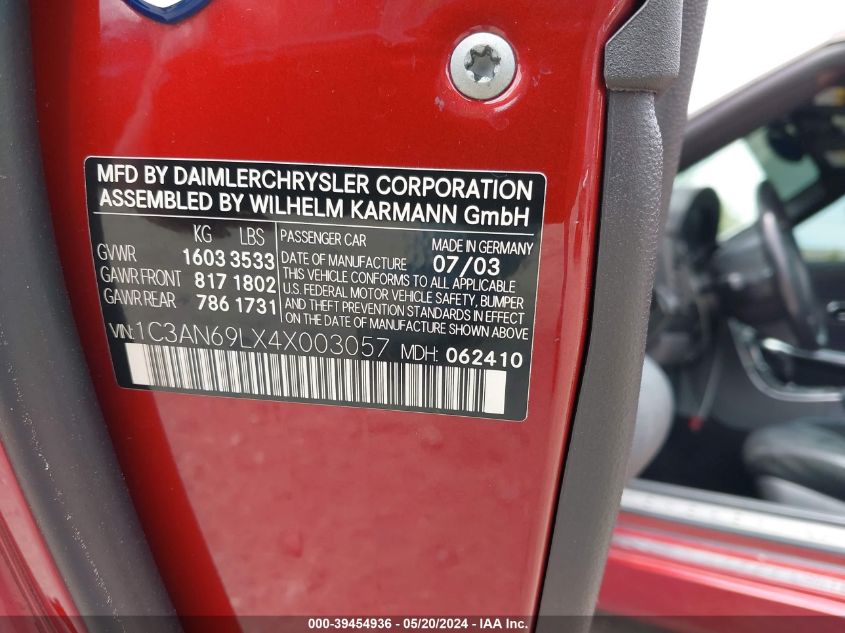 MFD BY DAIMLERCHRYSLER CORPORATION
ASSEMBLED BY WILHELM KARMANN GmbH
KG LBS
GVWR 1603 3533
GAWR FRONT 817 1802
GAWR REAR 786 1731
PASSENGER CAR MADE IN GERMANY
DATE OF MANUFACTURE 07/03
THIS VEHICLE CONFORMS TO ALL APPLICABLE
U.S. FEDERAL MOTOR VEHICLE SAFETY, BUMPER
AND THEFT PREVENTION STANDARDS IN EFFECT
ON THE DATE OF MANUFACTURE SHOWN ABOVE
VIN: 1C3AN69LX4X003057 MDH: 062410
000-39454936 - 05/20/2024 - IAA Inc.